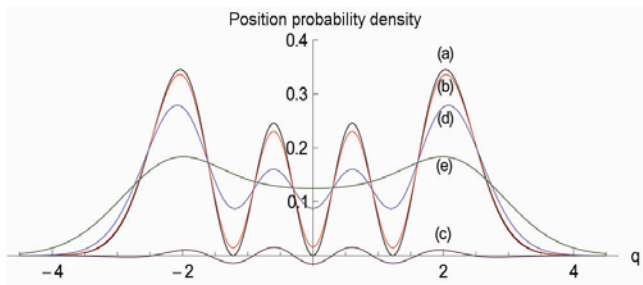 Position probability density
0.4
(a)
0.3
(b)
(d)
0.2
(e)
0.1
(c)
−4
−2
2
4
q